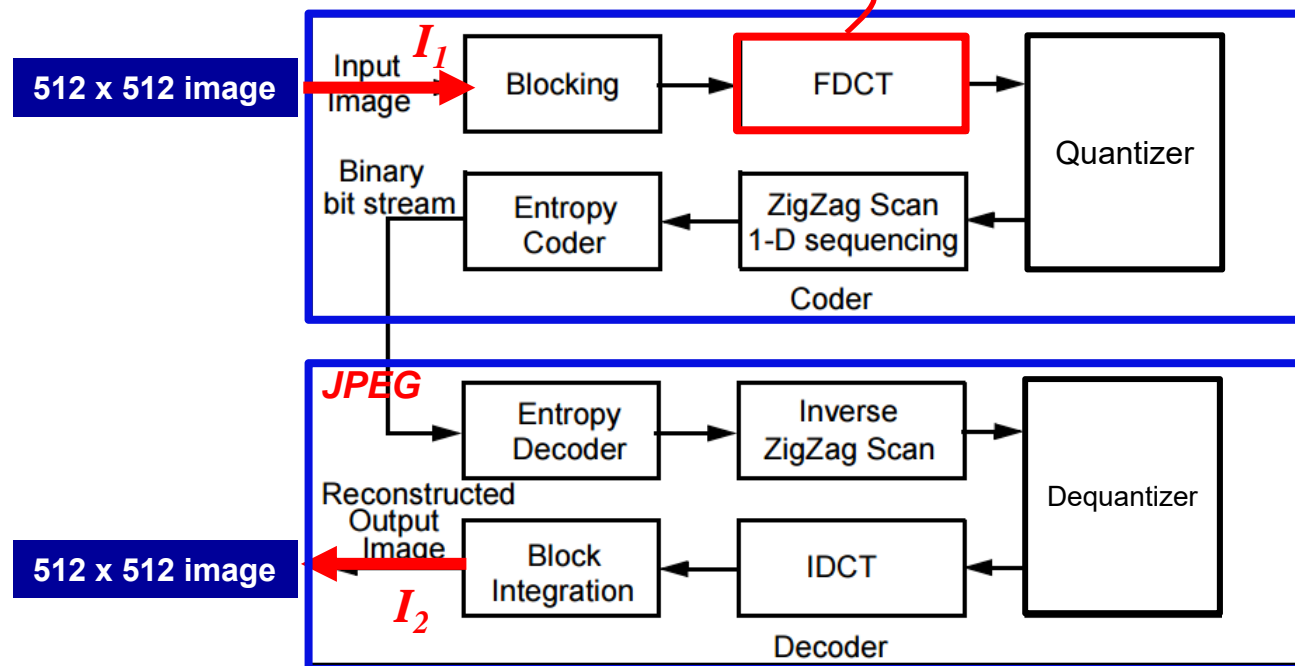 I1
512 x 512 image
Input
Image
Blocking
FDCT
Quantizer
Binary
bit stream
Entropy
Coder
ZigZag Scan
1-D sequencing
Coder
JPEG
Entropy
Decoder
Inverse
ZigZag Scan
Dequantizer
Reconstructed
Output
Image
512 x 512 image
I2
Block
Integration
IDCT
Decoder